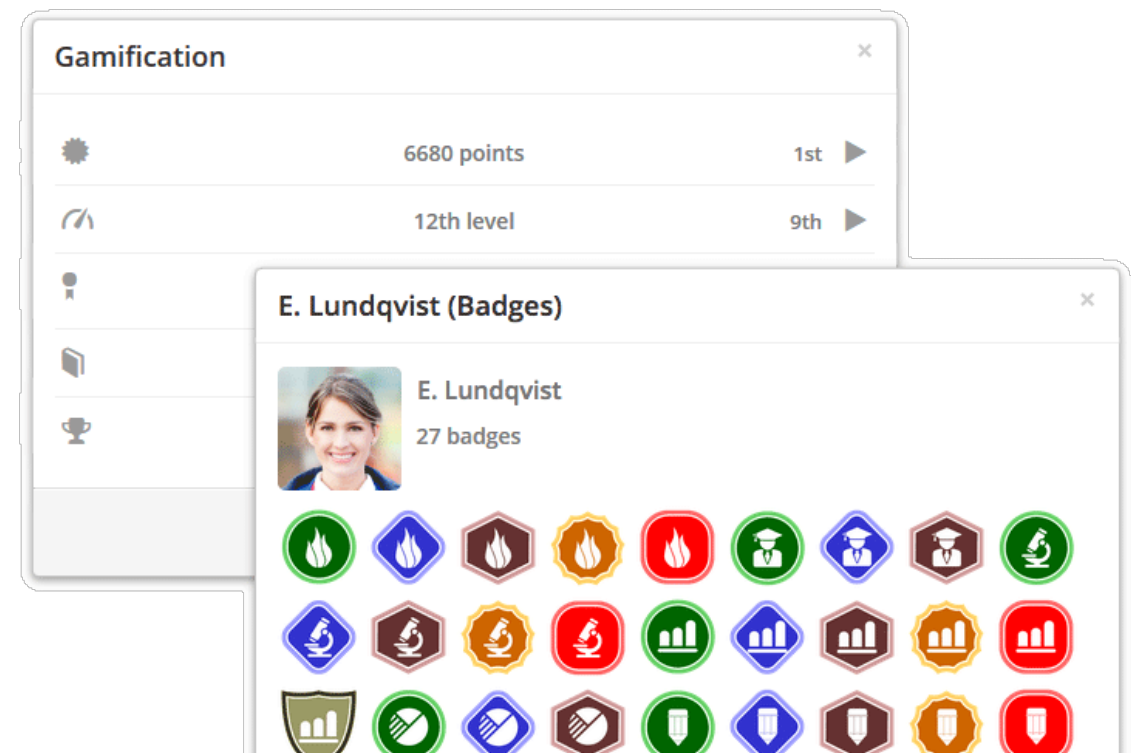 Gamification
×
6680 points
1st
12th level
9th
E. Lundqvist (Badges)
×
E. Lundqvist
27 badges